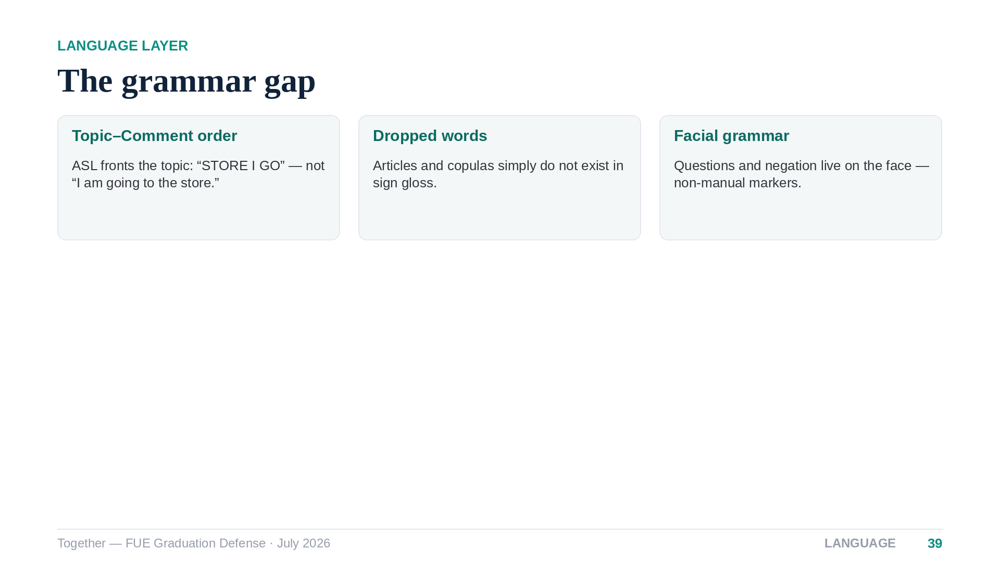 LANGUAGE LAYER
The grammar gap
Topic–Comment order
ASL fronts the topic: “STORE I GO” — not
“I am going to the store.”
Dropped words
Articles and copulas simply do not exist in
sign gloss.
Facial grammar
Questions and negation live on the face —
non-manual markers.
Together — FUE Graduation Defense · July 2026
LANGUAGE
39